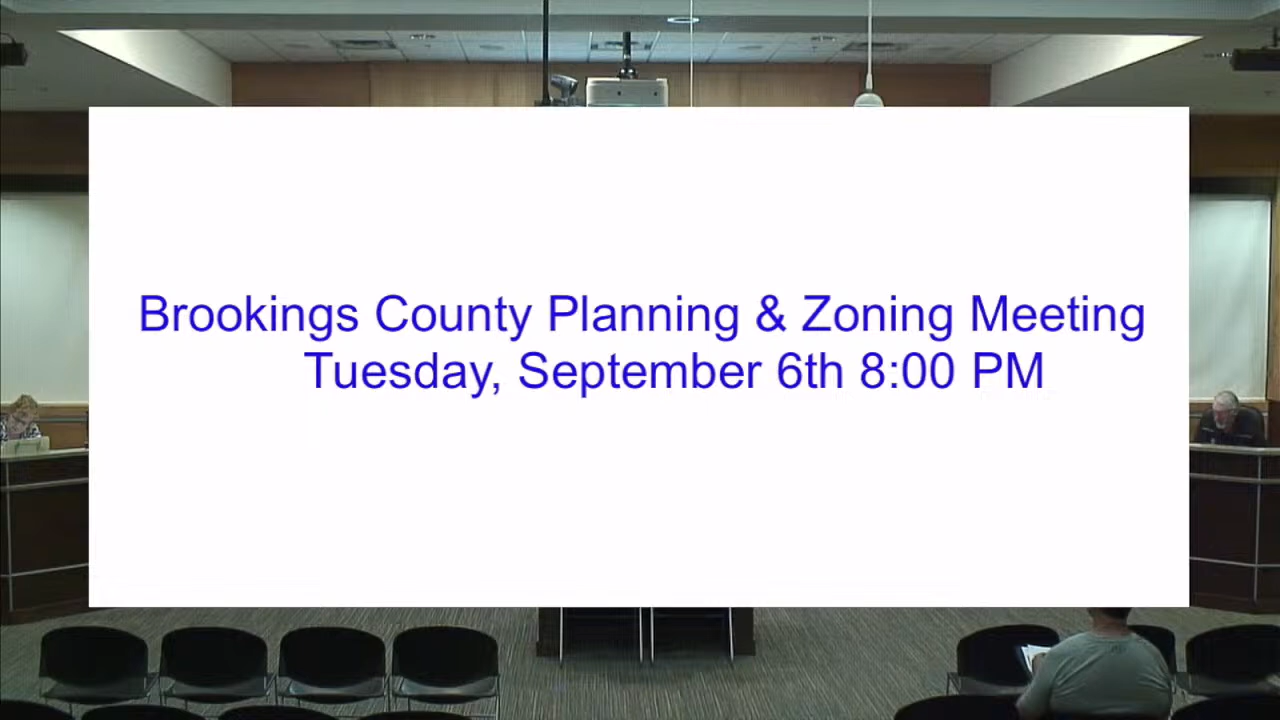 Brookings County Planning & Zoning Meeting
Tuesday, September 6th 8:00 PM